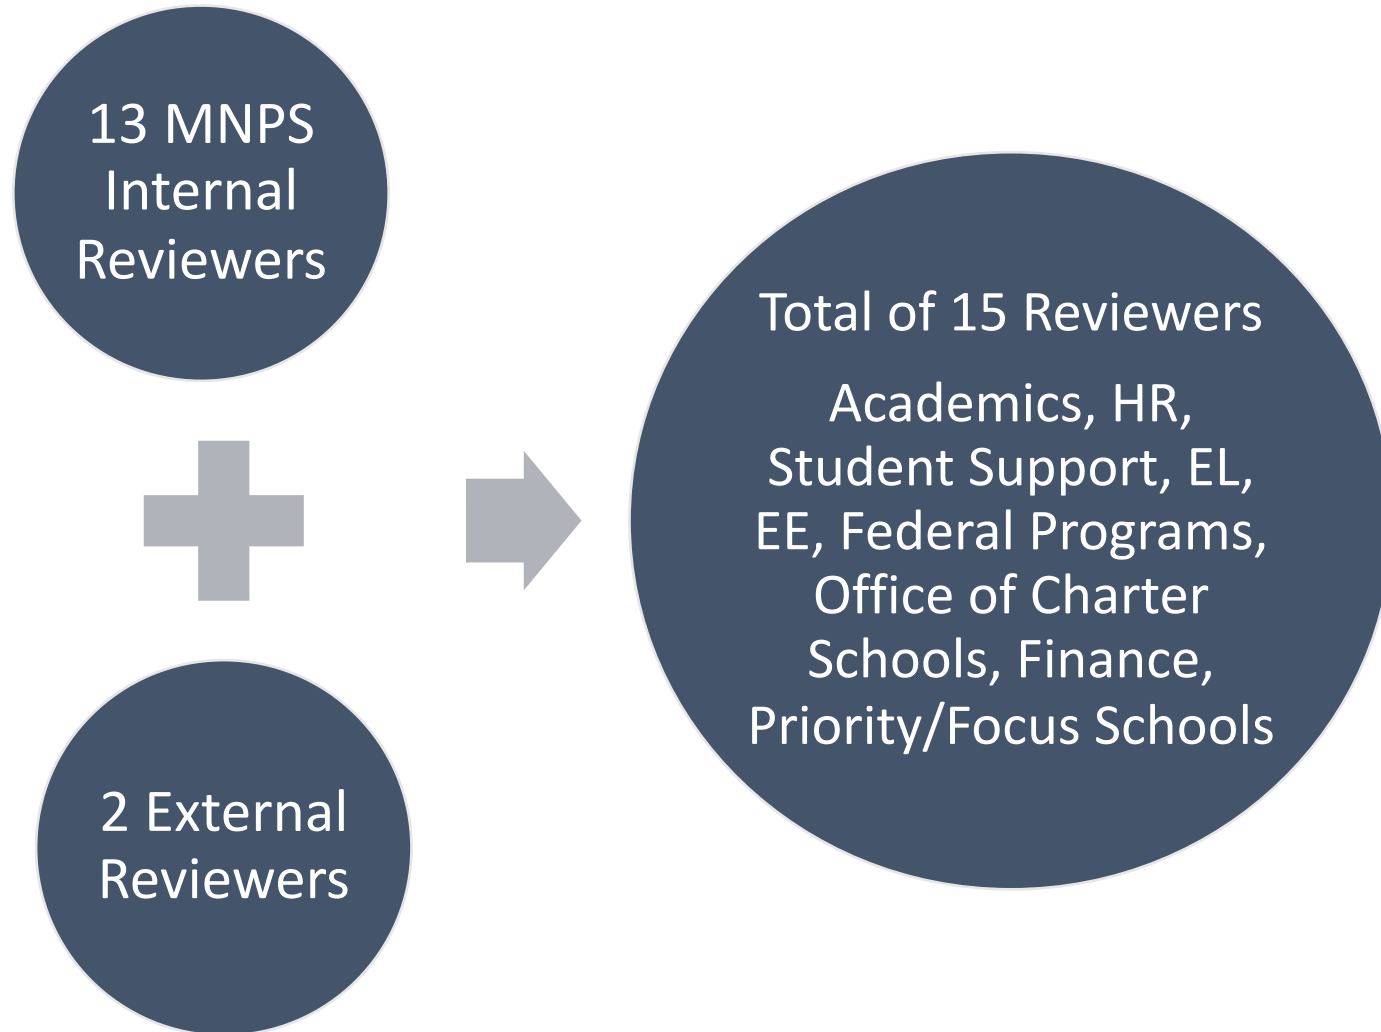 13 MNPS
Internal
Reviewers
2 External
Reviewers
Total of 15 Reviewers
Academics, HR,
Student Support, EL,
EE, Federal Programs,
Office of Charter
Schools, Finance,
Priority/Focus Schools